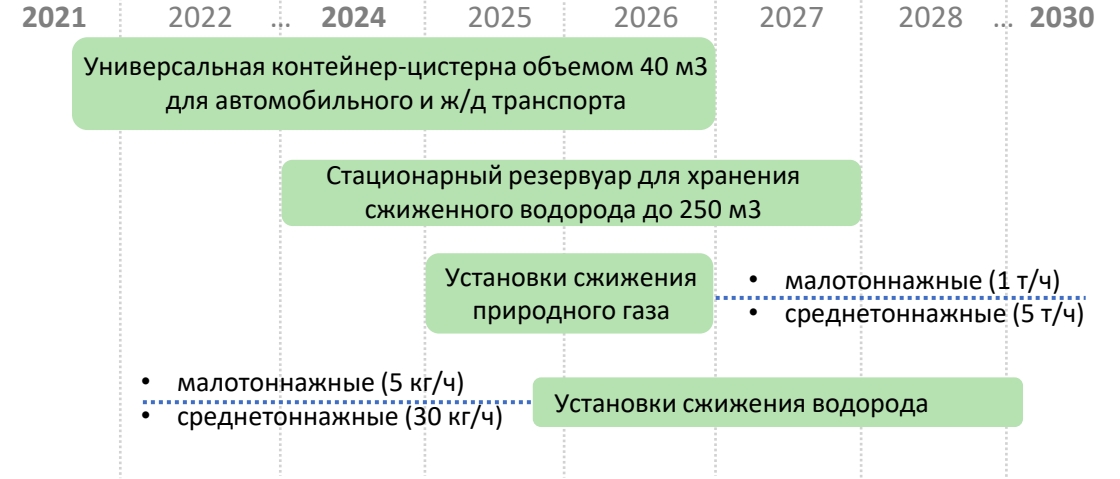 2021 2022 ... 2024 2025 2026 2027 2028 ... 2030
Универсальная контейнер-цистерна объемом 40 м3
для автомобильного и ж/д транспорта
Стационарный резервуар для хранения
сжиженного водорода до 250 м3
Установки сжижения
природного газа
• малотоннажные (1 т/ч)
• среднетоннажные (5 т/ч)
• малотоннажные (5 кг/ч)
• среднетоннажные (30 кг/ч)
Установки сжижения водорода